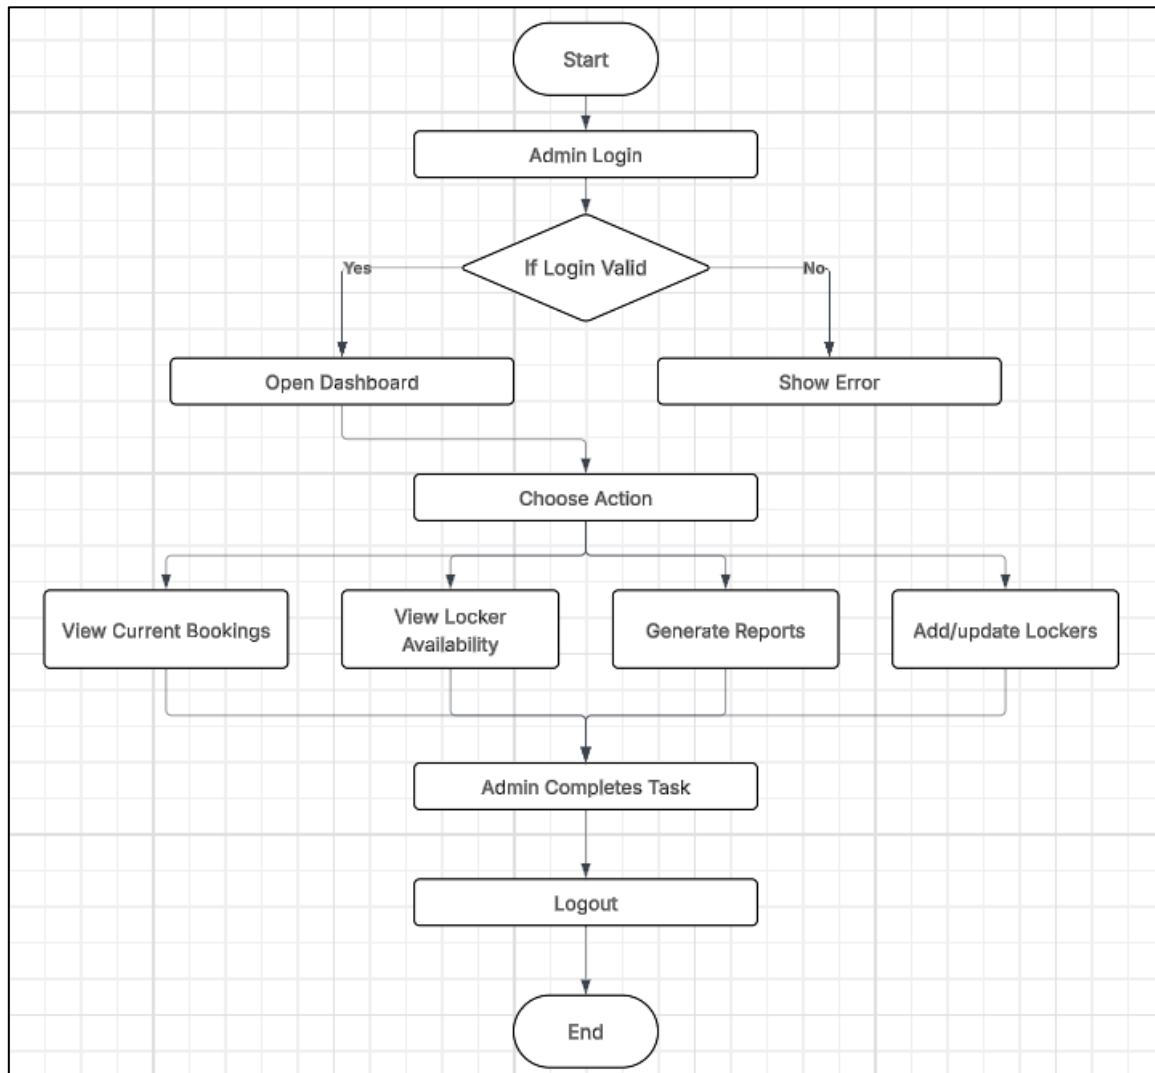 Start
Admin Login
If Login Valid
Yes
No
Open Dashboard
Show Error
Choose Action
View Current Bookings
View Locker
Availability
Generate Reports
Add/update Lockers
Admin Completes Task
Logout
End